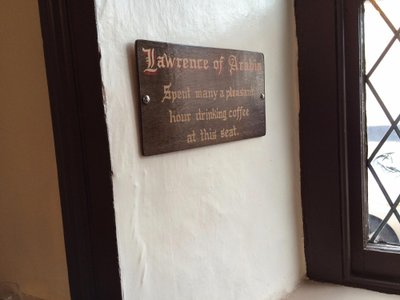 Lawrence of Arabia
Spent many a pleasant
hour drinking coffee
at this seat.